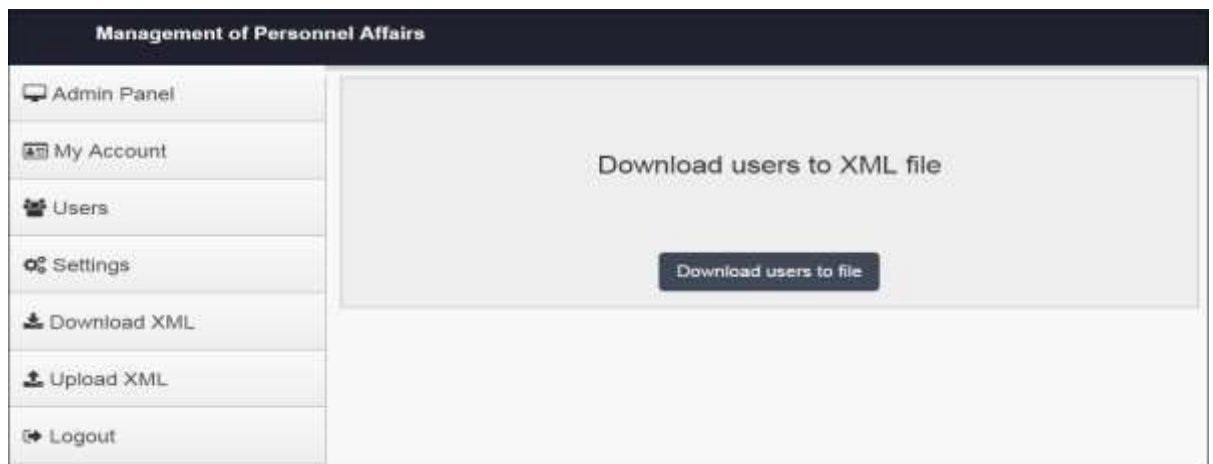 Management of Personnel Affairs
Admin Panel
My Account
Users
Settings
Download XML
Upload XML
Logout
Download users to XML file
Download users to file